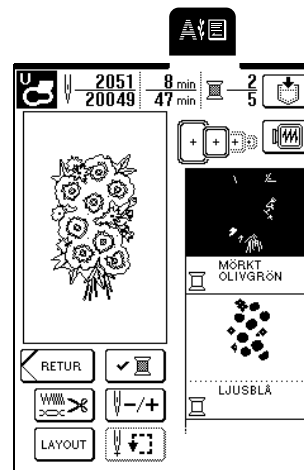 A
U 2051 8 min 2
20049 47 min 5
MÖRKT
OLIVGRÖN
RETUR
LJUSBLÅ
-/+
LAYOUT